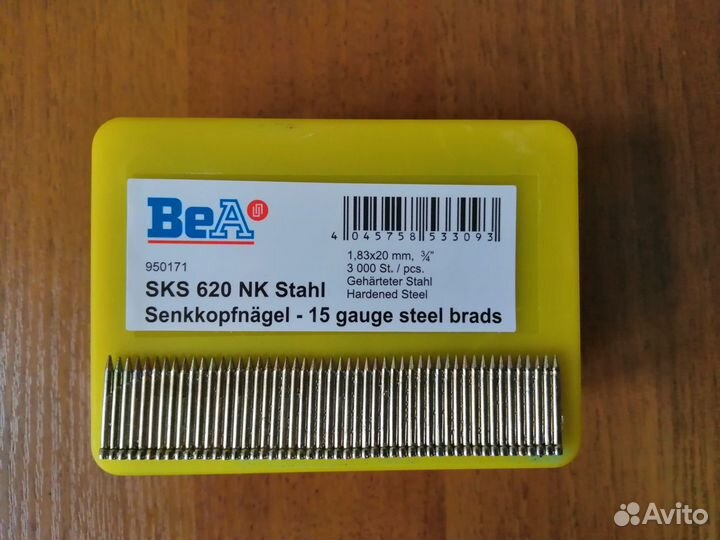 BeA
4 045758 533093
950171
1,83x20 mm, ¾"
3 000 St. / pcs.
Gehärteter Stahl
Hardened Steel
SKS 620 NK Stahl
Senkkopfnägel - 15 gauge steel brads
Avito